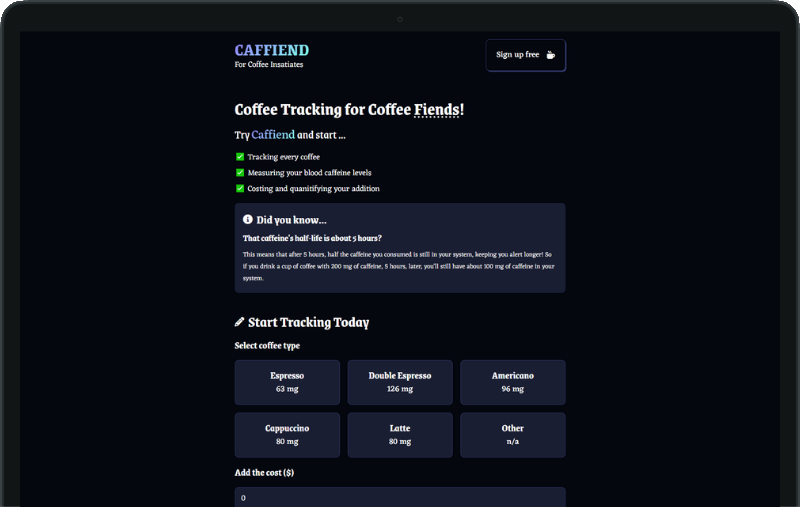 CAFFIEND
For Coffee Insatiates
Sign up free
Coffee Tracking for Coffee Fiends!
Try Caffiend and start ...
Tracking every coffee
Measuring your blood caffeine levels
Costing and quanitifying your addition
Did you know...
That caffeine's half-life is about 5 hours?
This means that after 5 hours, half the caffeine you consumed is still in your system, keeping you alert longer! So
if you drink a cup of coffee with 200 mg of caffeine, 5 hours, later, you'll still have about 100 mg of caffeine in your
system.
Start Tracking Today
Select coffee type
Espresso
63 mg
Double Espresso
126 mg
Americano
96 mg
Cappuccino
80 mg
Latte
80 mg
Other
n/a
Add the cost ($)
0